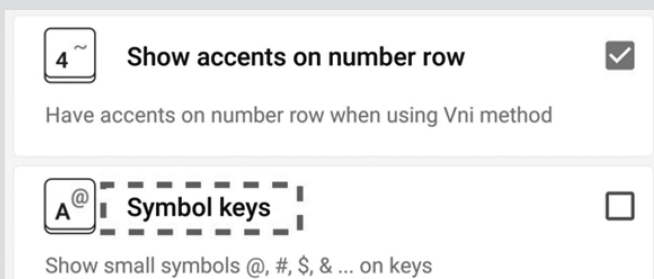 4 ~ Show accents on number row
Have accents on number row when using Vni method
A @ Symbol keys
Show small symbols @, #, $, & ... on keys